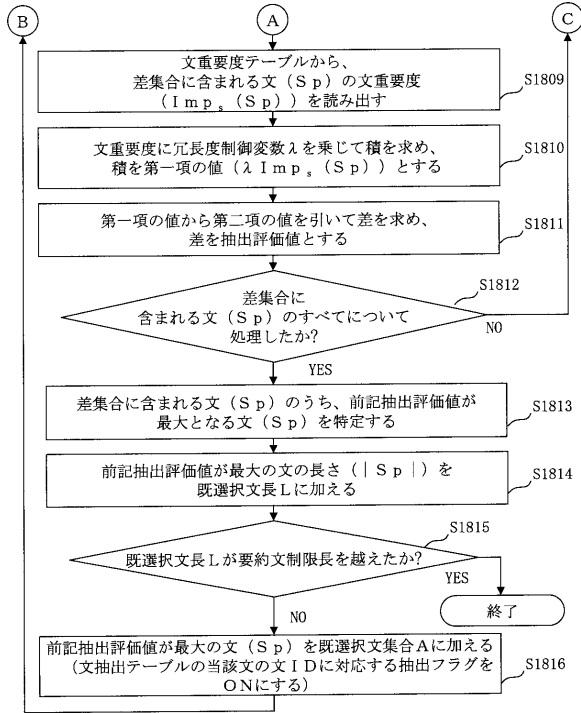 B
A
C
文重要度テーブルから、
差集合に含まれる文（Ｓｐ）の文重要度
（Ｉｍｐｓ（Ｓｐ））を読み出す
S1809
文重要度に冗長度制御変数λを乗じて積を求め、
積を第一項の値（λＩｍｐｓ（Ｓｐ））とする
S1810
第一項の値から第二項の値を引いて差を求め、
差を抽出評価値とする
S1811
差集合に
含まれる文（Ｓｐ）のすべてについて
処理したか？
S1812
NO
YES
差集合に含まれる文（Ｓｐ）のうち、前記抽出評価値が
最大となる文（Ｓｐ）を特定する
S1813
前記抽出評価値が最大の文の長さ（｜Ｓｐ｜）を
既選択文長Ｌに加える
S1814
既選択文長Ｌが要約文制限長を越えたか？
S1815
YES
終了
NO
前記抽出評価値が最大の文（Ｓｐ）を既選択文集合Ａに加える
（文抽出テーブルの当該文の文ＩＤに対応する抽出フラグを
ＯＮにする）
S1816